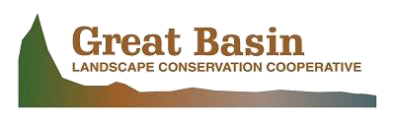 Great Basin
LANDSCAPE CONSERVATION COOPERATIVE